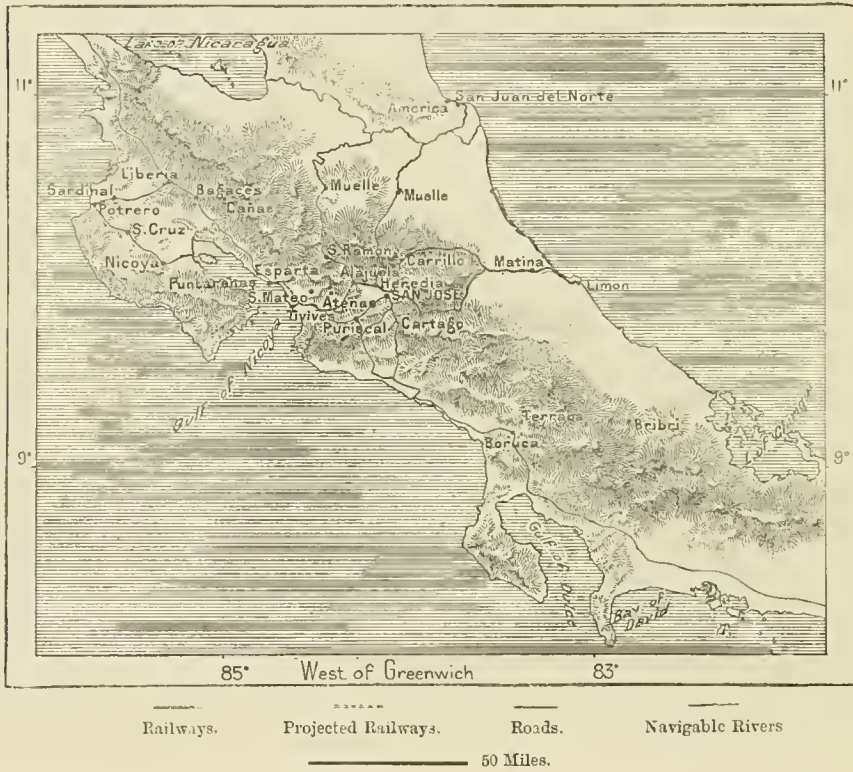 Lake of Nicaragua
11°
11°
San Juan del Norte
America
Liberia
Sardinal
Bagaces
Muelle
Muelle
Potrero
Cañas
S. Cruz
S. Ramon
Carrillo
Matina
Nicoya
Esparta
Alajuela
Heredia
Limon
Puntarenas
S. Mateo
Atenas
SAN JOSE
Tivives
Puriscal
Cartago
Gulf of Nicoya
Terraba
Bribri
Boruca
9°
9°
Gulf of Dulce
Bay of David
85°
West of Greenwich
83°
Railways.
Projected Railways.
Roads.
Navigable Rivers
50 Miles.